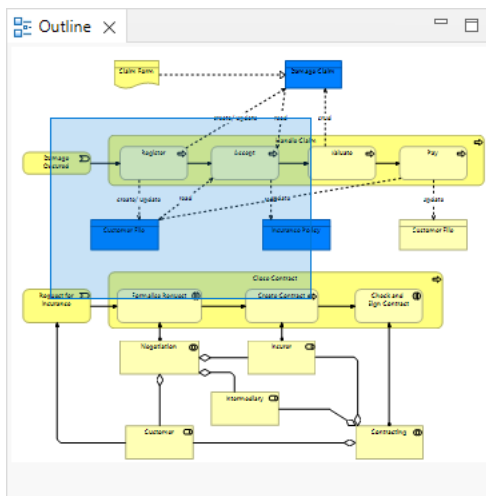 Outline
Claim Form
Damage Claim
create/ update
read
crud
Handle Claim
Damage
Occured
Register
Accept
Valuate
Pay
create/ update
read
update
update
Customer File
Insurance Policy
Customer File
Close Contract
Request for
Insurance
Formalise Request
Create Contract
Check and
Sign Contract
Negotiation
Insurer
Intermediary
Customer
Contracting